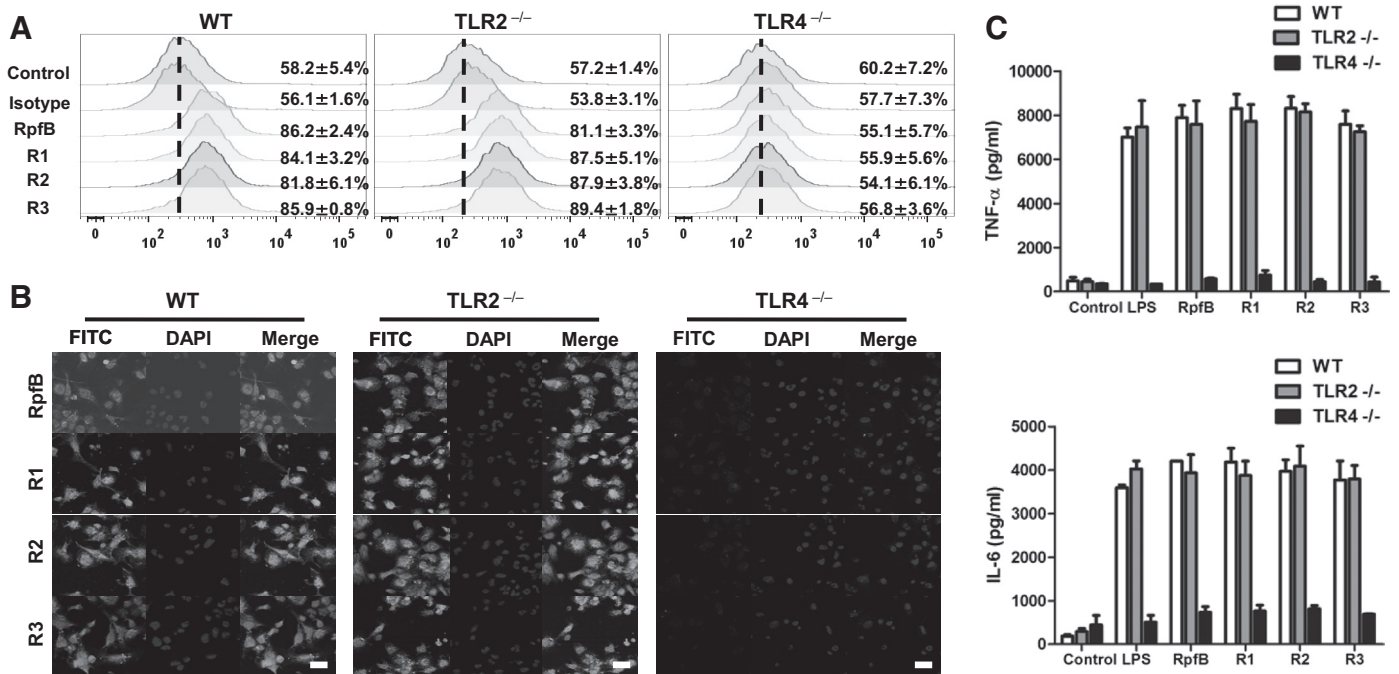 A
WT
TLR2 −/−
TLR4 −/−
Control
Isotype
RpfB
R1
R2
R3
58.2±5.4%
56.1±1.6%
86.2±2.4%
84.1±3.2%
81.8±6.1%
85.9±0.8%
57.2±1.4%
53.8±3.1%
81.1±3.3%
87.5±5.1%
87.9±3.8%
89.4±1.8%
60.2±7.2%
57.7±7.3%
55.1±5.7%
55.9±5.6%
54.1±6.1%
56.8±3.6%
0 10² 10³ 10⁴ 10⁵
0 10² 10³ 10⁴ 10⁵
0 10² 10³ 10⁴ 10⁵
B
WT
TLR2 −/−
TLR4 −/−
FITC DAPI Merge
FITC DAPI Merge
FITC DAPI Merge
RpfB
R1
R2
R3
C
WT
TLR2 -/-
TLR4 -/-
TNF-α (pg/ml)
10000
8000
6000
4000
2000
0
Control LPS RpfB R1 R2 R3
WT
TLR2 -/-
TLR4 -/-
IL-6 (pg/ml)
5000
4000
3000
2000
1000
0
Control LPS RpfB R1 R2 R3